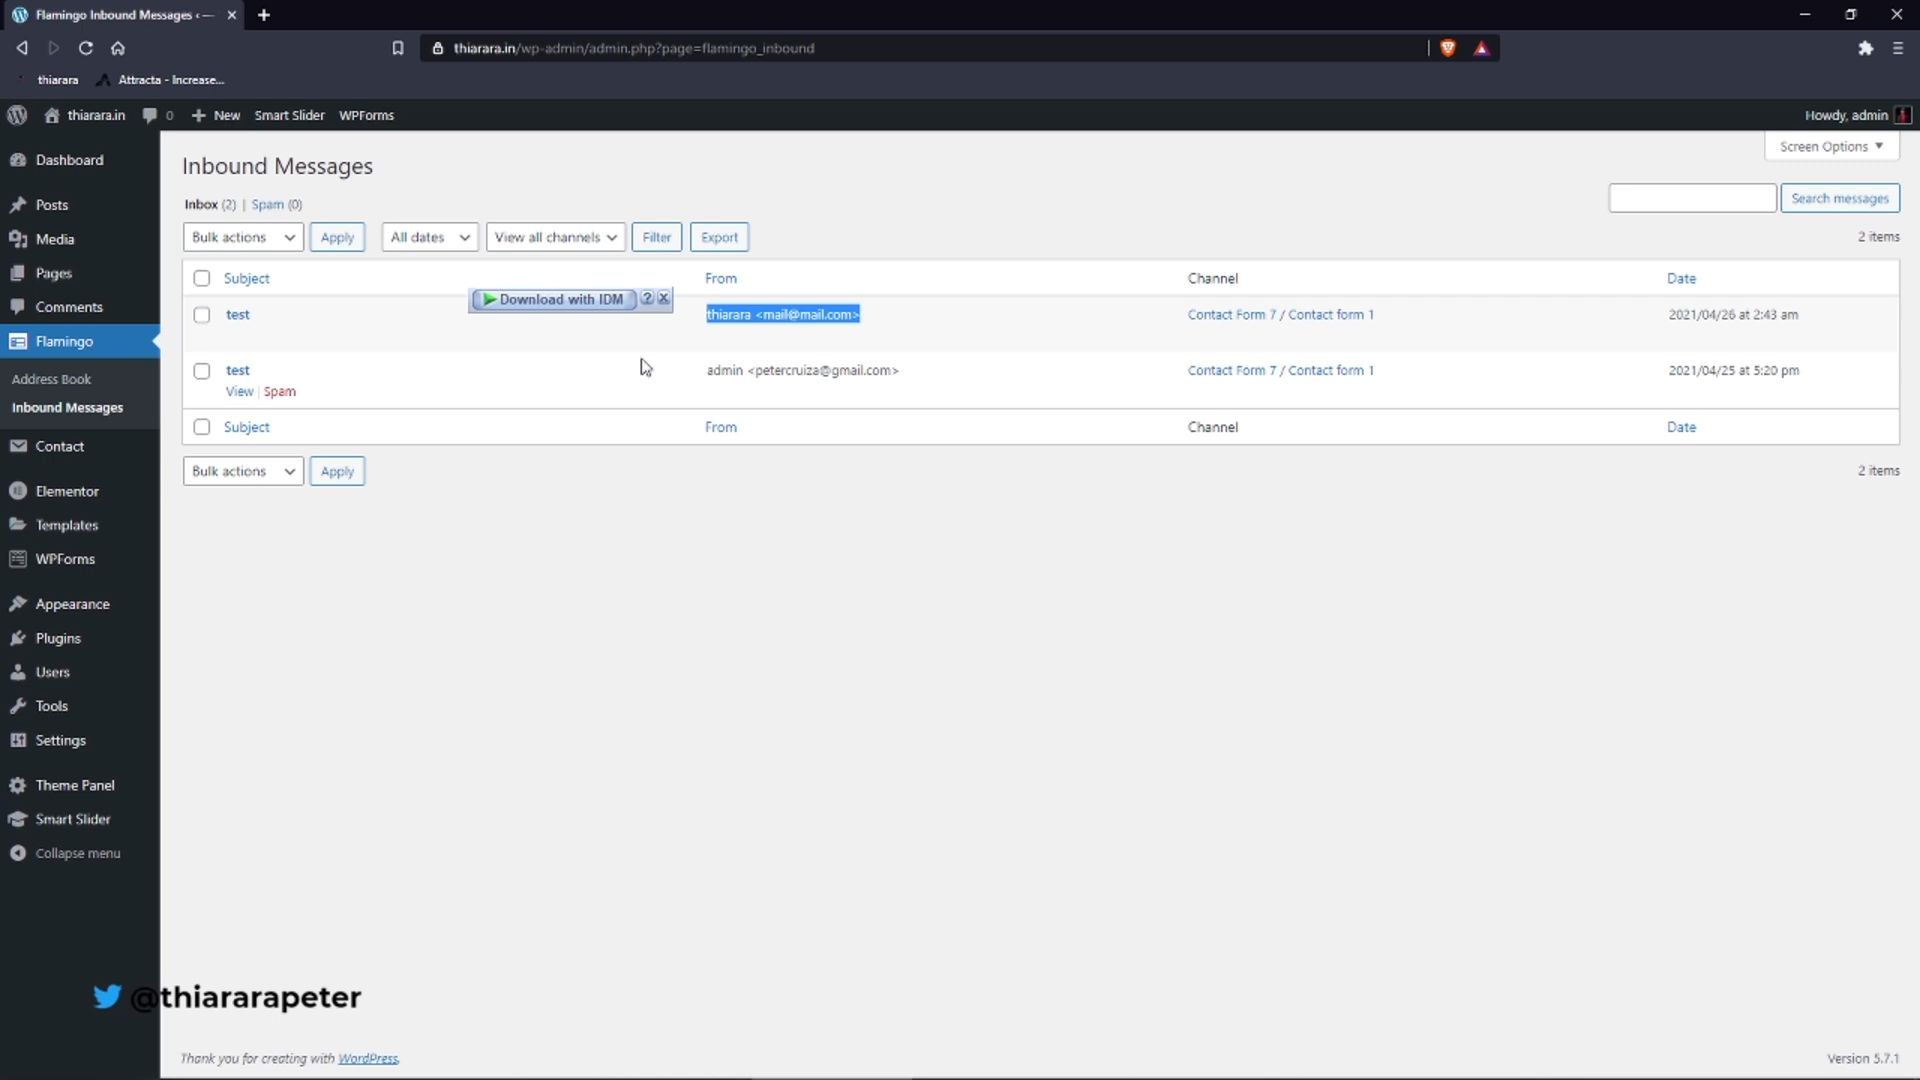 Flamingo Inbound Messages ‹ —
thiarara.in/wp-admin/admin.php?page=flamingo_inbound
thiarara
Attracta - Increase...
thiarara.in
0
New
Smart Slider
WPForms
Howdy, admin
Dashboard
Posts
Media
Pages
Comments
Flamingo
Address Book
Inbound Messages
Contact
Elementor
Templates
WPForms
Appearance
Plugins
Users
Tools
Settings
Theme Panel
Smart Slider
Collapse menu
Screen Options ▼
Inbound Messages
Inbox (2) | Spam (0)
Search messages
Bulk actions
Apply
All dates
View all channels
Filter
Export
2 items
Subject
From
Channel
Date
Download with IDM
?
X
test
thiarara <mail@mail.com>
Contact Form 7 / Contact form 1
2021/04/26 at 2:43 am
test
admin <petercruiza@gmail.com>
Contact Form 7 / Contact form 1
2021/04/25 at 5:20 pm
View | Spam
Subject
From
Channel
Date
Bulk actions
Apply
2 items
@thiararapeter
Thank you for creating with WordPress.
Version 5.7.1